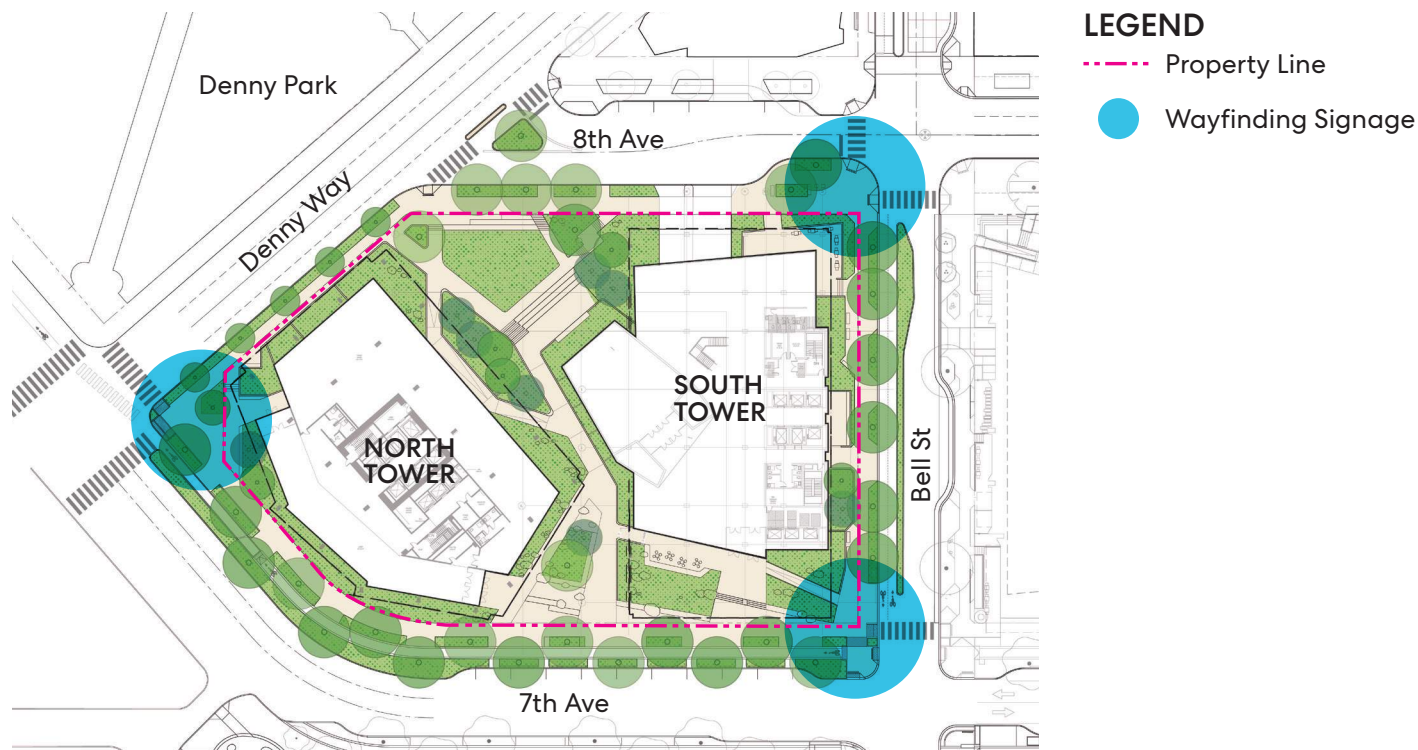 LEGEND
Property Line
Wayfinding Signage
Denny Park
8th Ave
Denny Way
SOUTH
TOWER
NORTH
TOWER
Bell St
7th Ave